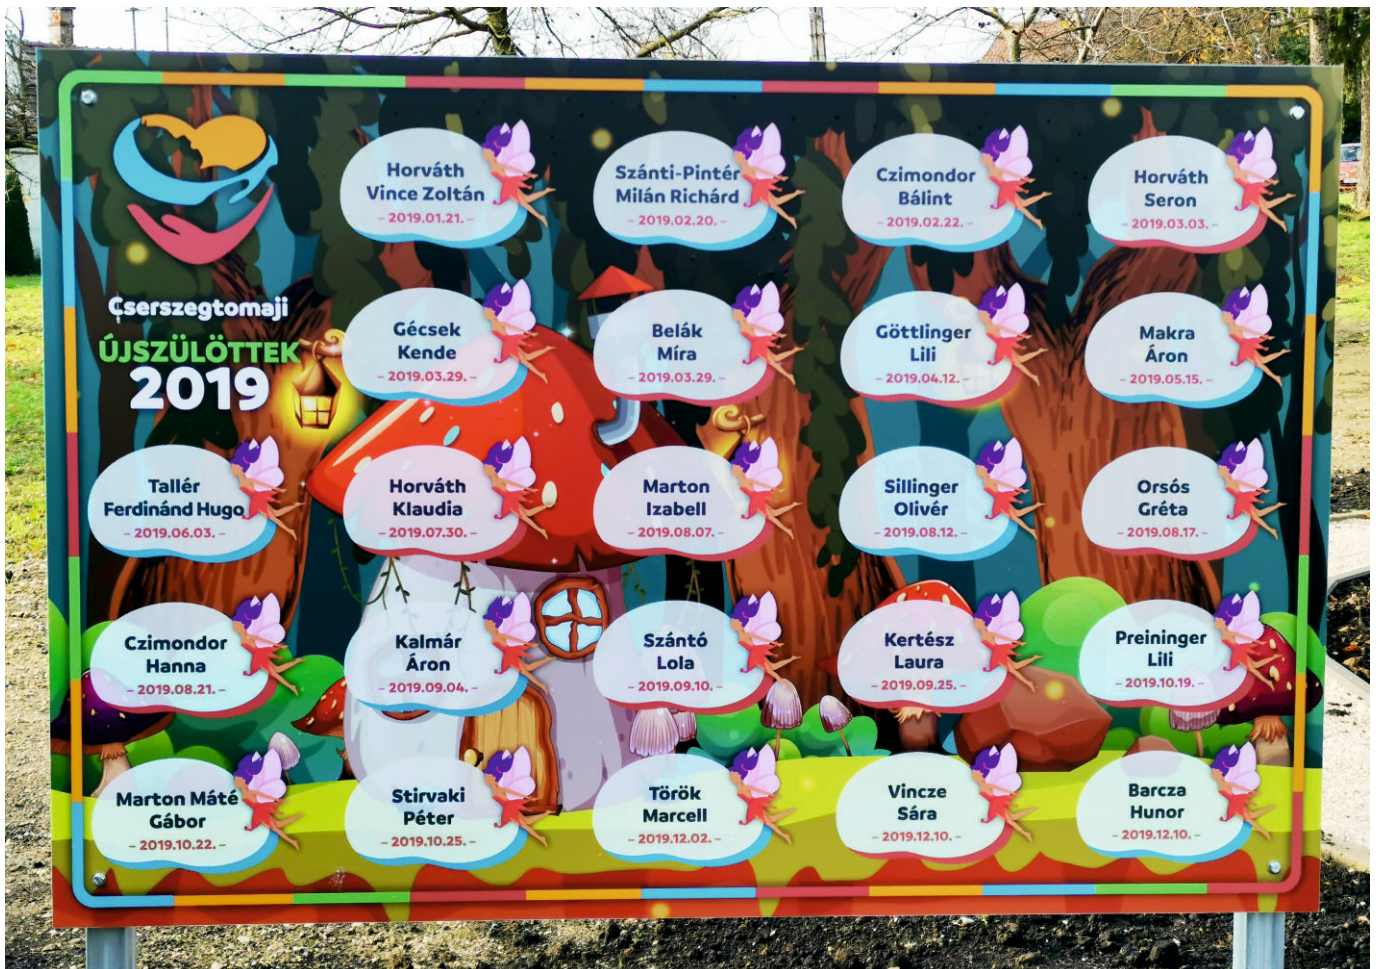 Cserszegtomaji
ÚJSZÜLÖTTEK
2019
Horváth
Vince Zoltán
– 2019.01.21. –
Szánti-Pintér
Milán Richárd
– 2019.02.20. –
Czimondor
Bálint
– 2019.02.22. –
Horváth
Seron
– 2019.03.03. –
Gécsek
Kende
– 2019.03.29. –
Belák
Míra
– 2019.03.29. –
Göttlinger
Lili
– 2019.04.12. –
Makra
Áron
– 2019.05.15. –
Tallér
Ferdinánd Hugo
– 2019.06.03. –
Horváth
Klaudia
– 2019.07.30. –
Marton
Izabell
– 2019.08.07. –
Sillinger
Olivér
– 2019.08.12. –
Orsós
Gréta
– 2019.08.17. –
Czimondor
Hanna
– 2019.08.21. –
Kalmár
Áron
– 2019.09.04. –
Szántó
Lola
– 2019.09.10. –
Kertész
Laura
– 2019.09.25. –
Preininger
Lili
– 2019.10.19. –
Marton Máté
Gábor
– 2019.10.22. –
Stirvaki
Péter
– 2019.10.25. –
Török
Marcell
– 2019.12.02. –
Vincze
Sára
– 2019.12.10. –
Barcza
Hunor
– 2019.12.10. –